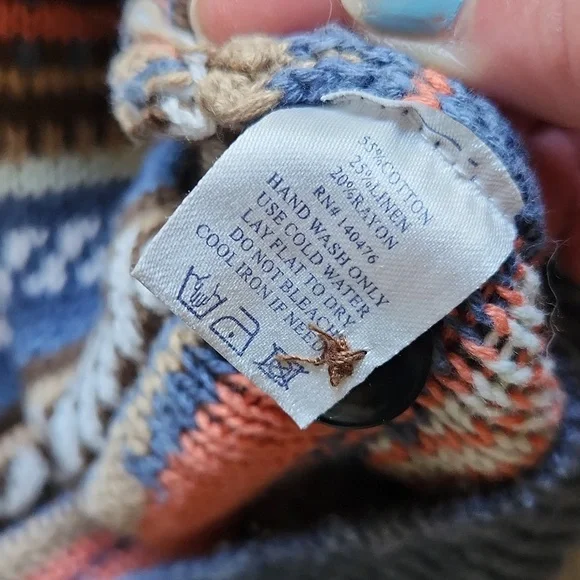 55%COTTON
25%LINEN
20%RAYON
RN# 140476
HAND WASH ONLY
USE COLD WATER
LAY FLAT TO DRY
DO NOT BLEACH
COOL IRON IF NEED